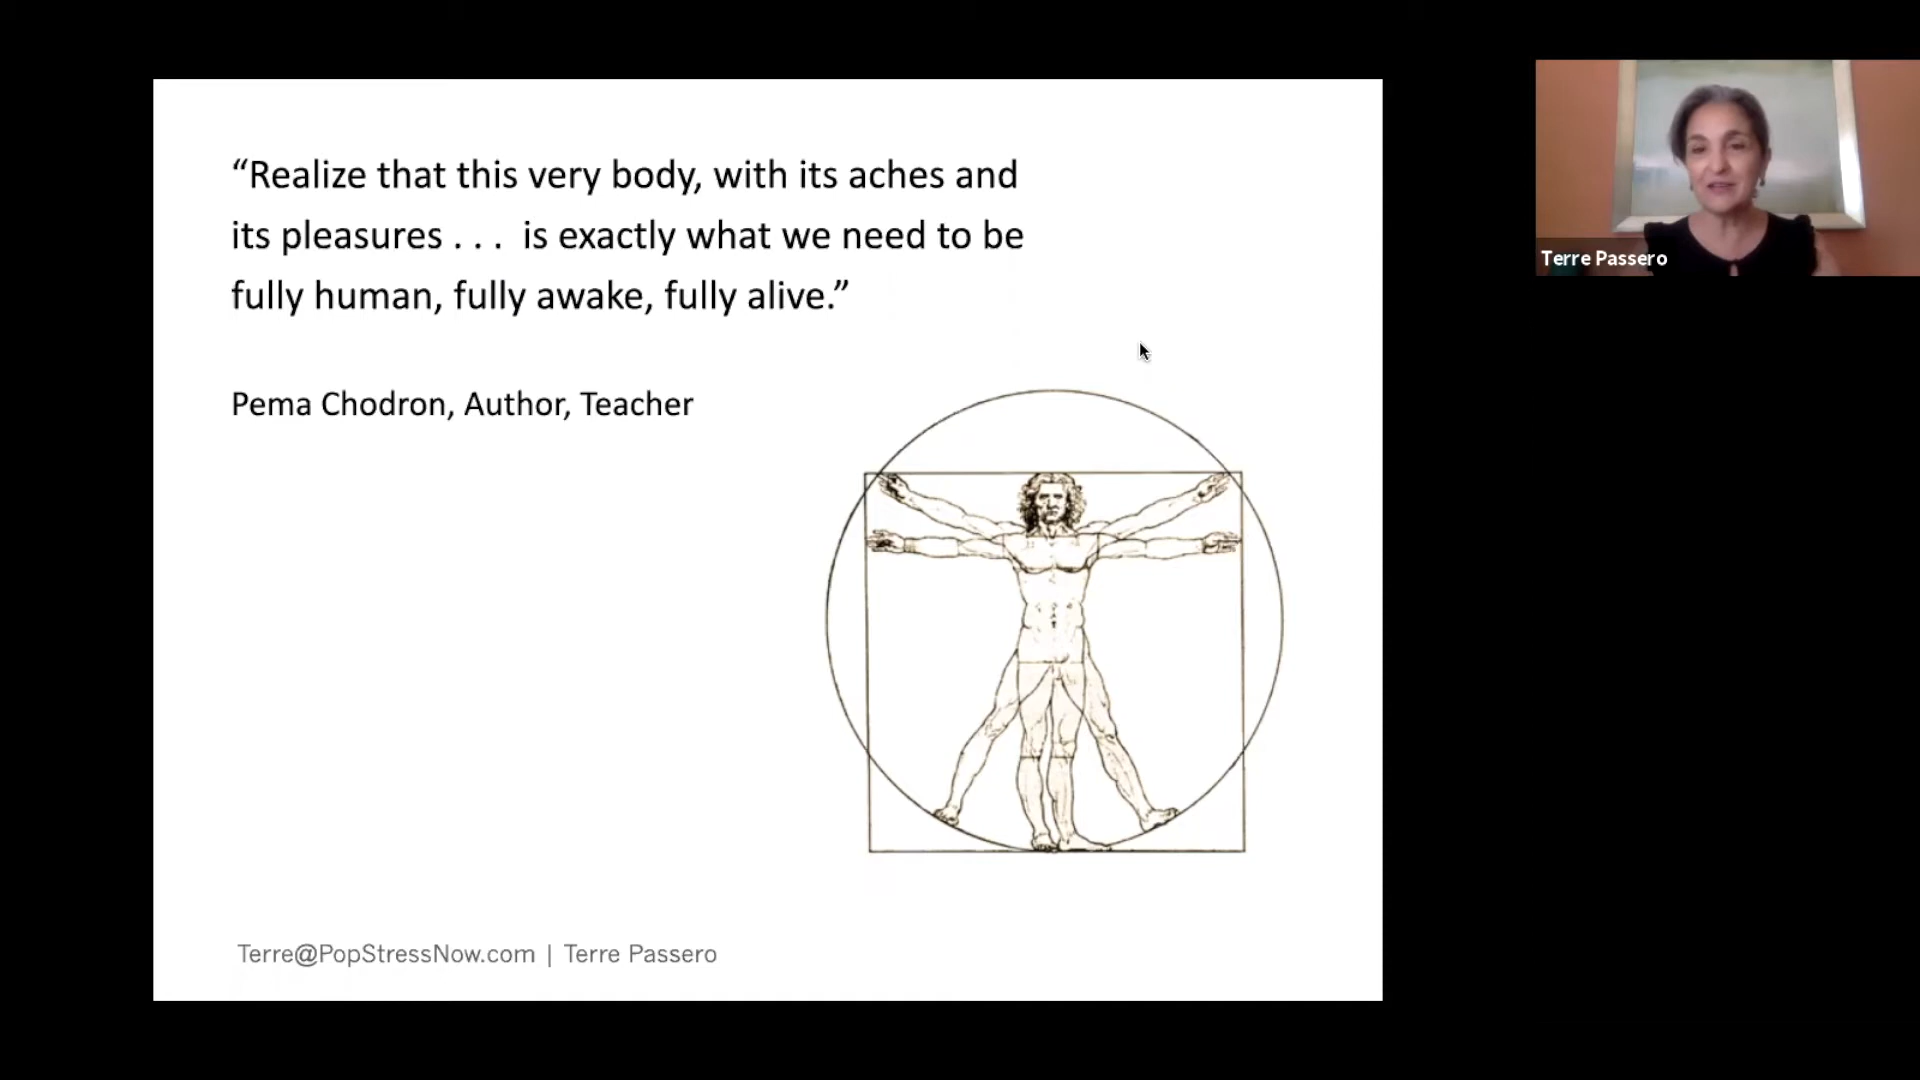 “Realize that this very body, with its aches and
its pleasures . . .  is exactly what we need to be
fully human, fully awake, fully alive.”
Pema Chodron, Author, Teacher
Terre@PopStressNow.com | Terre Passero
Terre Passero